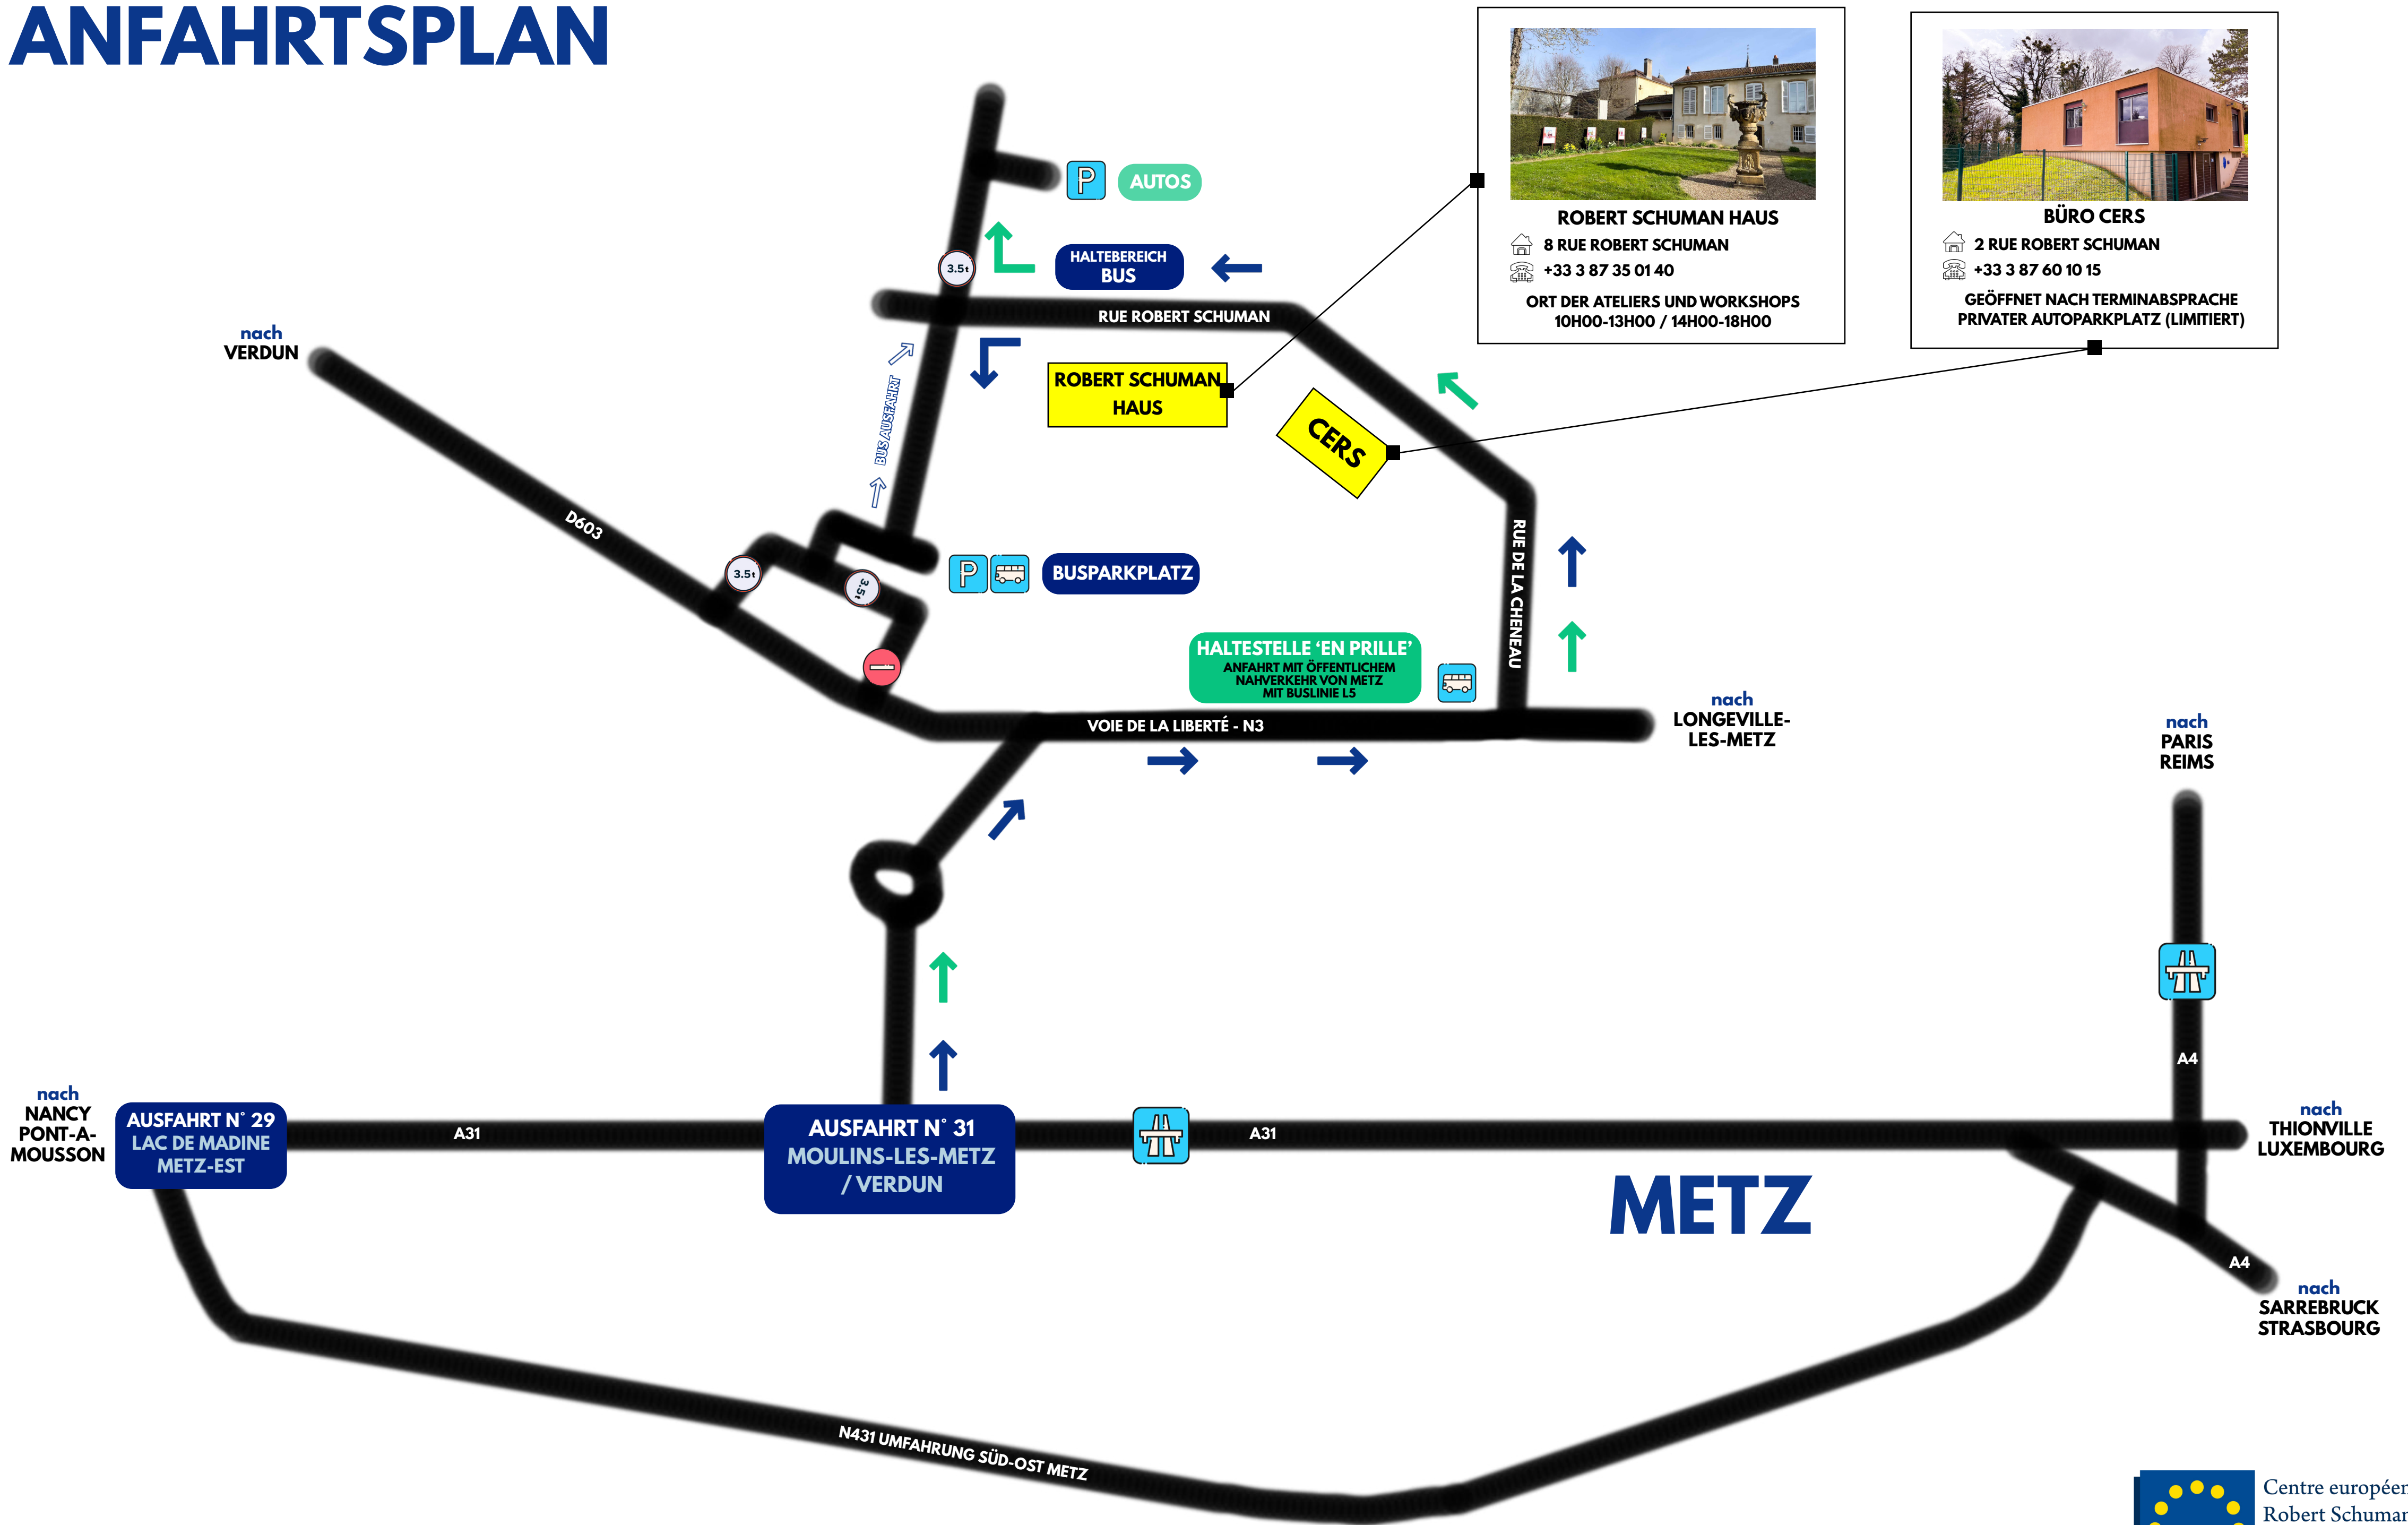 ANFAHRTSPLAN
ROBERT SCHUMAN HAUS
8 RUE ROBERT SCHUMAN
+33 3 87 35 01 40
ORT DER ATELIERS UND WORKSHOPS
10H00-13H00 / 14H00-18H00
BÜRO CERS
2 RUE ROBERT SCHUMAN
+33 3 87 60 10 15
GEÖFFNET NACH TERMINABSPRACHE
PRIVATER AUTOPARKPLATZ (LIMITIERT)
P
AUTOS
HALTEBEREICH
BUS
3.5t
RUE ROBERT SCHUMAN
nach
VERDUN
BUS AUSFAHRT
ROBERT SCHUMAN
HAUS
CERS
D603
3.5t
3.5t
P
BUSPARKPLATZ
RUE DE LA CHENEAU
HALTESTELLE ‘EN PRILLE’
ANFAHRT MIT ÖFFENTLICHEM
NAHVERKEHR VON METZ
MIT BUSLINIE L5
VOIE DE LA LIBERTÉ - N3
nach
LONGEVILLE-
LES-METZ
nach
PARIS
REIMS
A4
nach
NANCY
PONT-A-
MOUSSON
AUSFAHRT N° 29
LAC DE MADINE
METZ-EST
A31
AUSFAHRT N° 31
MOULINS-LES-METZ
/ VERDUN
A31
nach
THIONVILLE
LUXEMBOURG
METZ
A4
nach
SARREBRUCK
STRASBOURG
N431 UMFAHRUNG SÜD-OST METZ
Centre européen
Robert Schuman